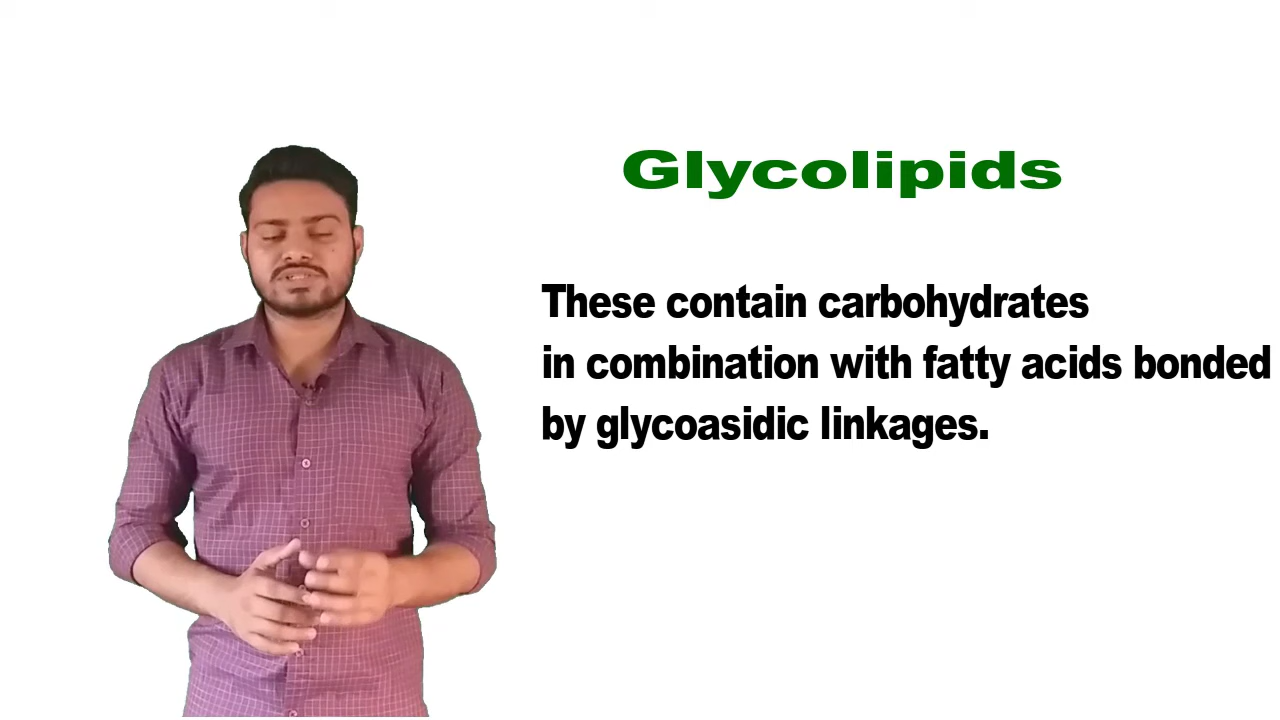 Glycolipids
These contain carbohydrates
in combination with fatty acids bonded
by glycoasidic linkages.